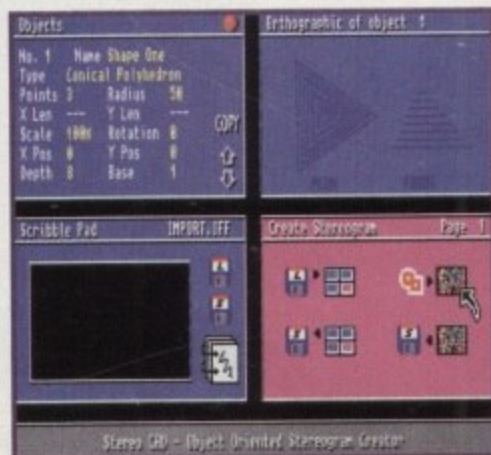 Objects
No. 1 Name Shape One
Type Conical Polyhedron
Points 3 Radius 50
X Len --- Y Len ---
Scale 100% Rotation 0
X Pos 0 Y Pos 0
Depth 8 Base 1
COPY
Orthographic of object 1
Scribble Pad IMPORT.IFF
L
S
Create Stereogram Page 1
L
S
S
Stereo CAD - Object Oriented Stereogram Creator